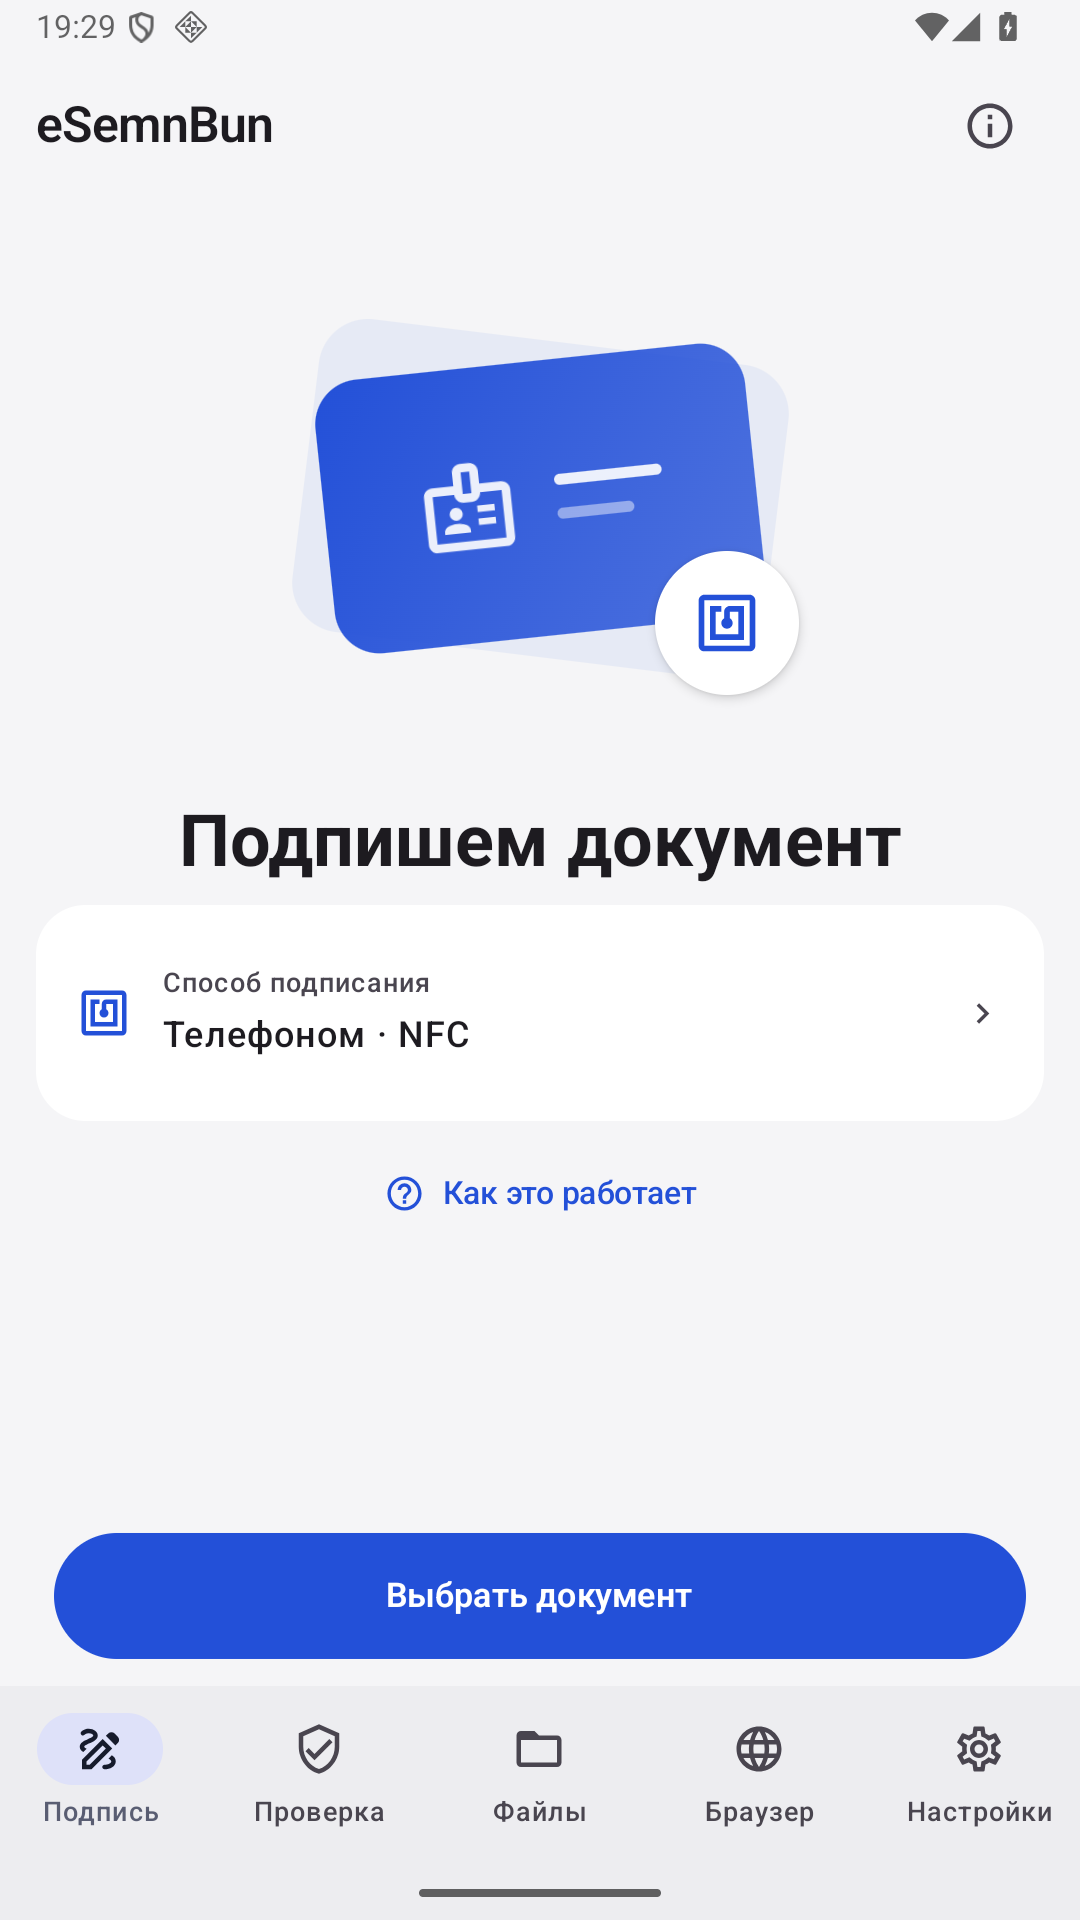 19:29
eSemnBun
Подпишем документ
Способ подписания
Телефоном · NFC
Как это работает
Выбрать документ
Подпись
Проверка
Файлы
Браузер
Настройки